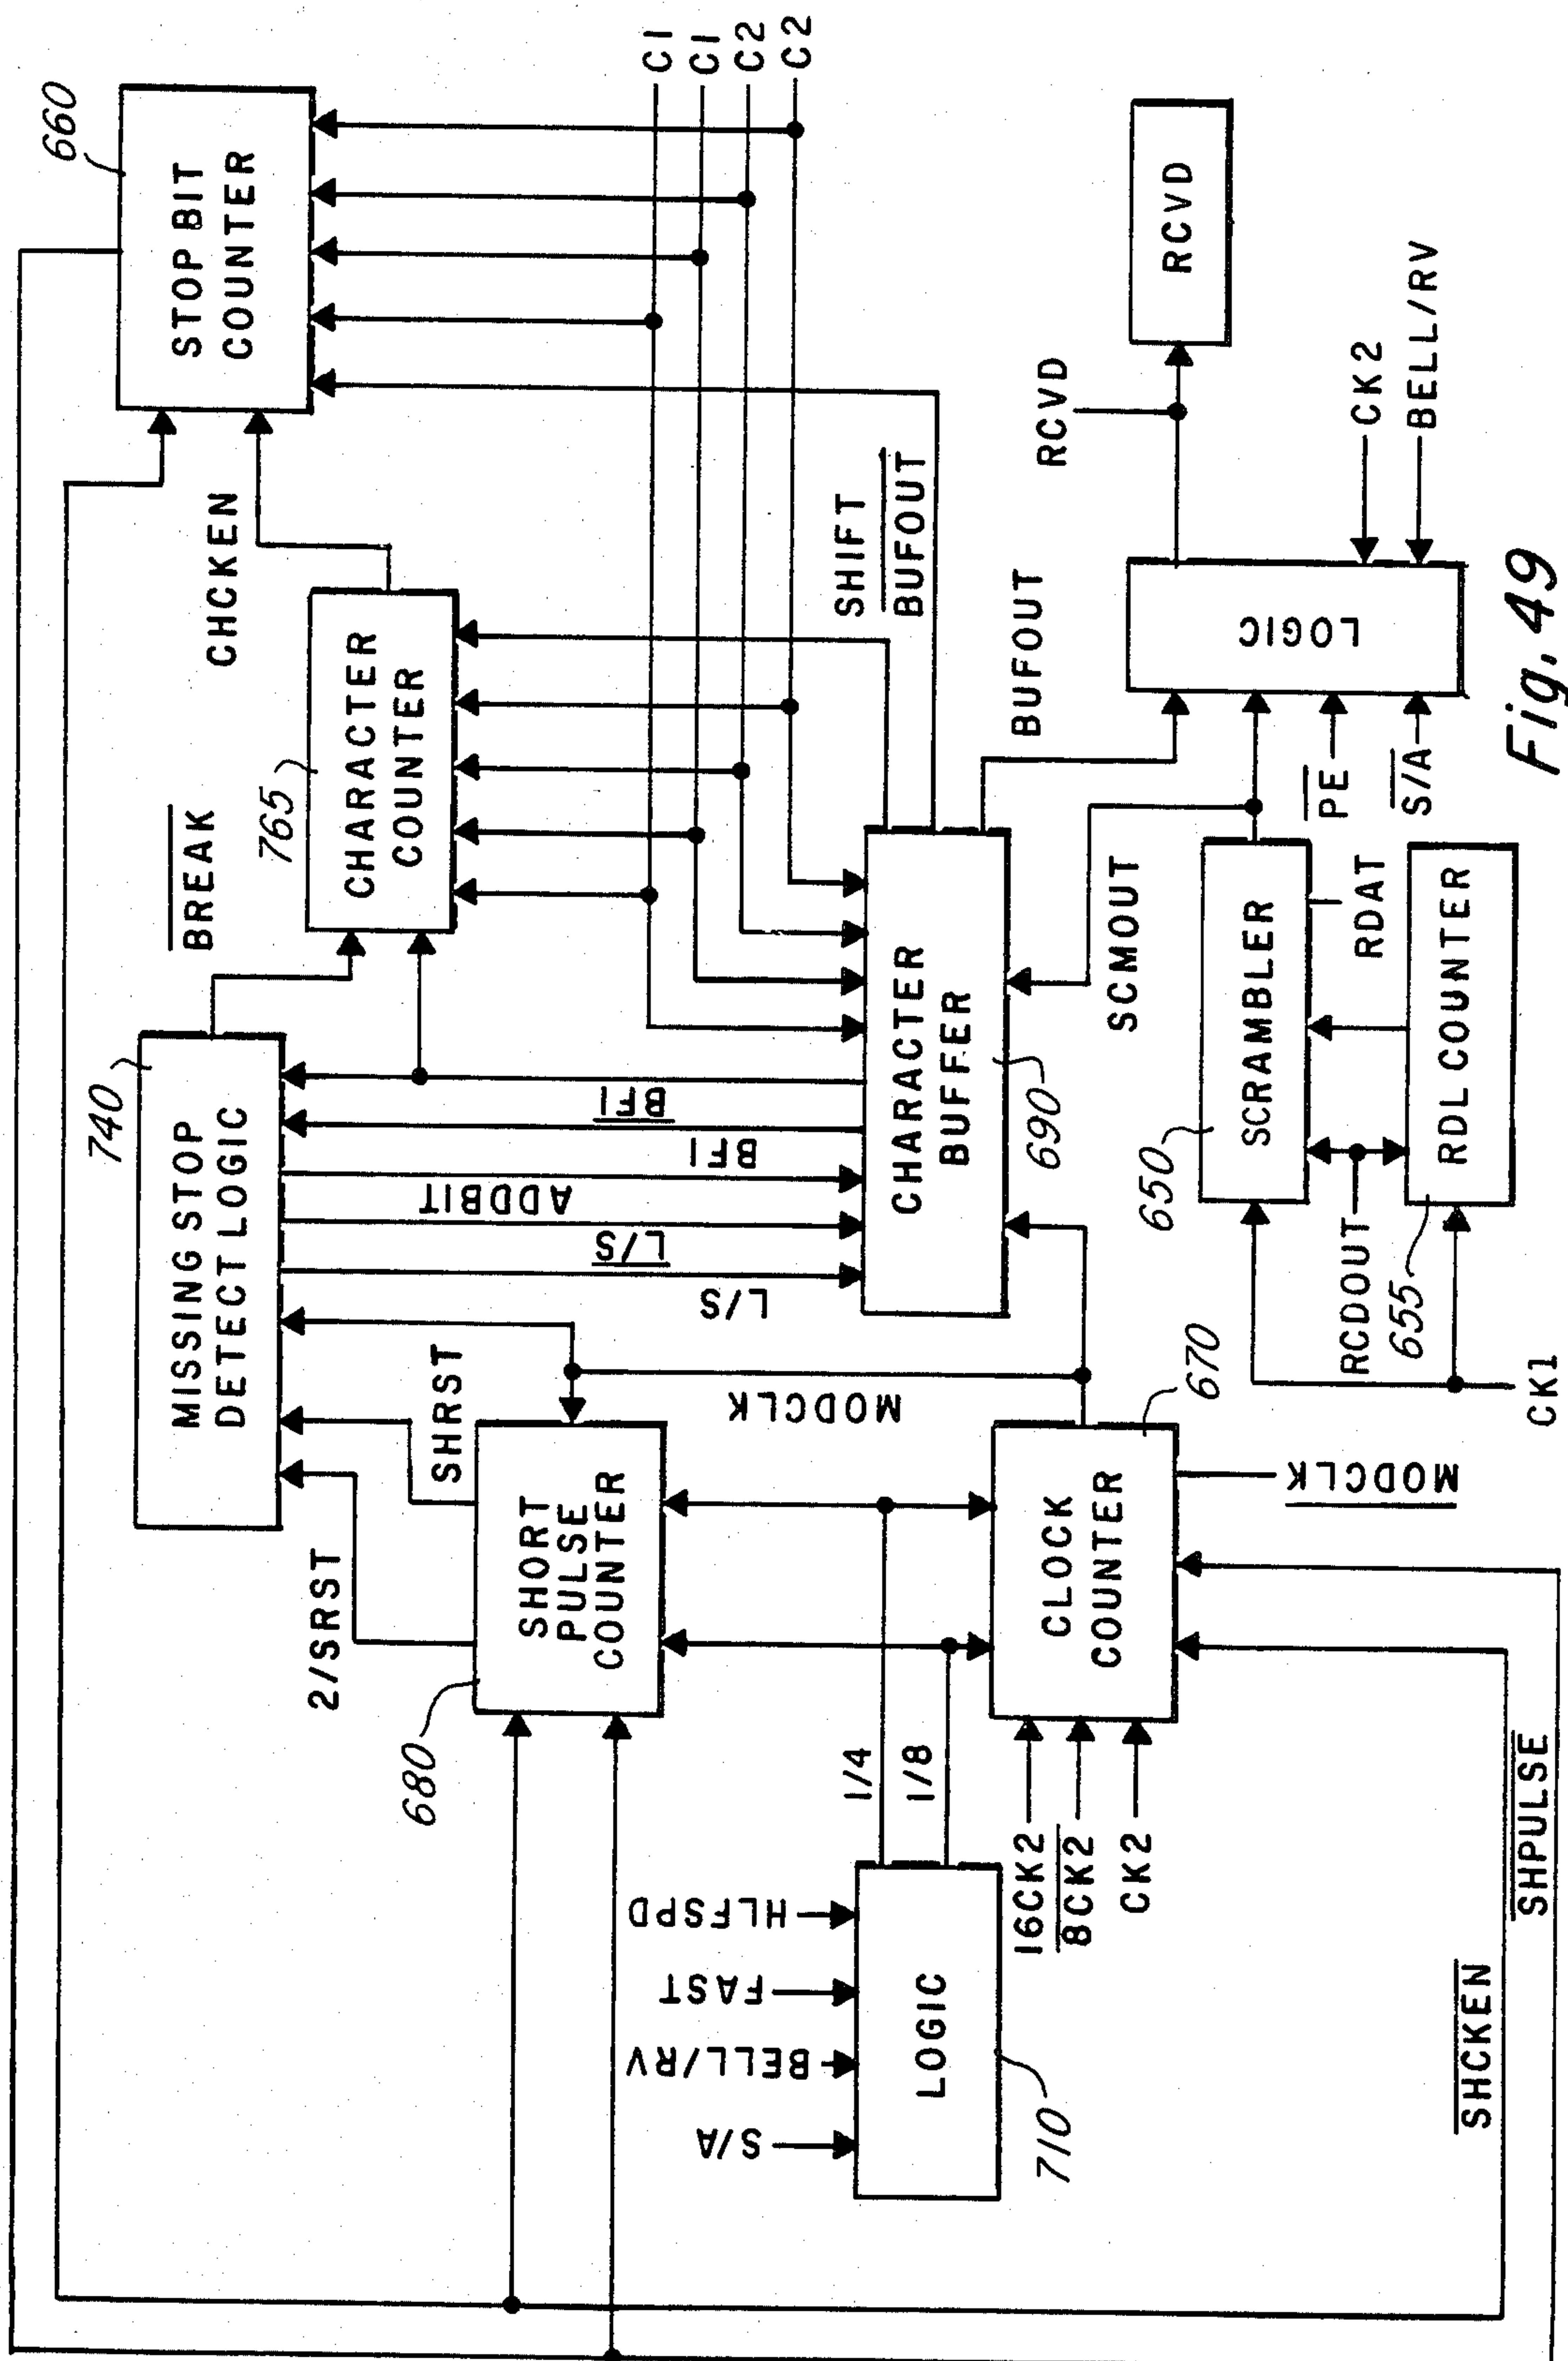 660
STOP BIT
COUNTER
C1
C1
C2
C2
CHCKEN
765
CHARACTER
COUNTER
BREAK
740
MISSING STOP
DETECT LOGIC
SHRST
2/SRST
680
SHORT
PULSE
COUNTER
L/S
L/S
ADDBIT
BF1
BF1
CHARACTER
BUFFER
690
SHIFT
BUFOUT
BUFOUT
RCVD
RCVD
LOGIC
CK2
BELL/RV
PE
S/A
SCMOUT
650
SCRAMBLER
RDAT
RCDOUT
655
RDL COUNTER
CK1
MODCLK
670
CLOCK
COUNTER
MODCLK
1/4
1/8
16CK2
8CK2
CK2
HLFSPD
FAST
BELL/RV
S/A
LOGIC
710
SHCKEN
SHPULSE
Fig. 49